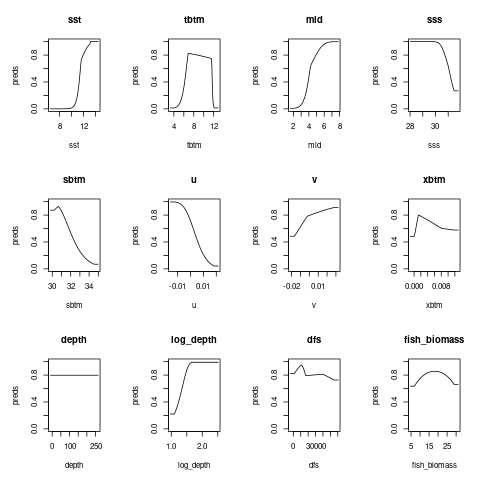 sst tbtm mld sss
preds 0.0 0.4 0.8 preds 0.0 0.4 0.8 preds 0.0 0.4 0.8 preds 0.0 0.4 0.8
8 12 4 6 8 12 2 3 4 5 6 7 8 28 30
sst tbtm mld sss
sbtm u v xbtm
preds 0.0 0.4 0.8 preds 0.0 0.4 0.8 preds 0.0 0.4 0.8 preds 0.0 0.4 0.8
30 32 34 -0.01 0.01 -0.02 0.01 0.000 0.008
sbtm u v xbtm
depth log_depth dfs fish_biomass
preds 0.0 0.4 0.8 preds 0.0 0.4 0.8 preds 0.0 0.4 0.8 preds 0.0 0.4 0.8
0 100 250 1.0 2.0 0 30000 5 15 25
depth log_depth dfs fish_biomass